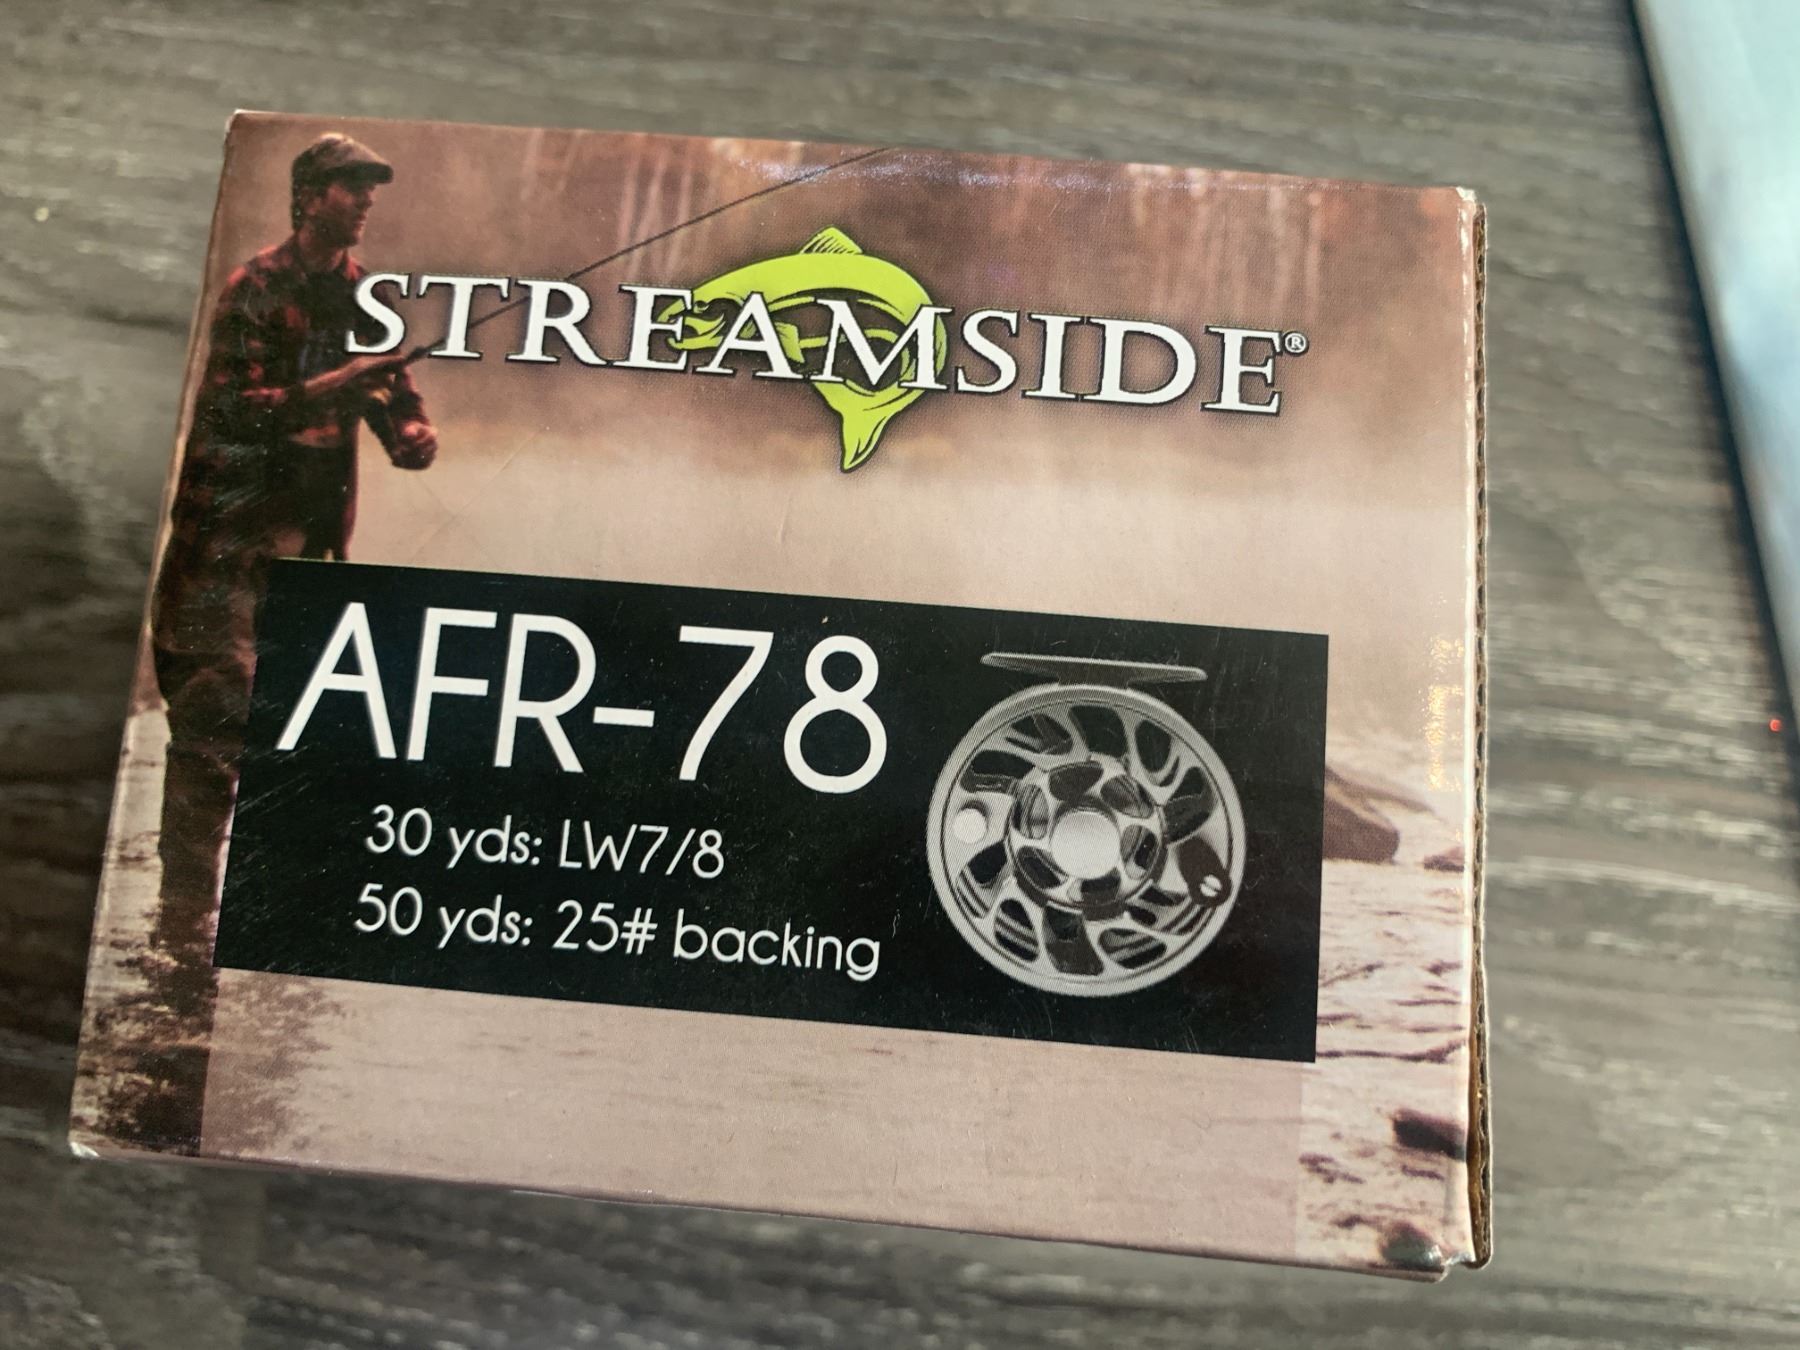 STREAMSIDE®
AFR-78
30 yds: LW7/8
50 yds: 25# backing